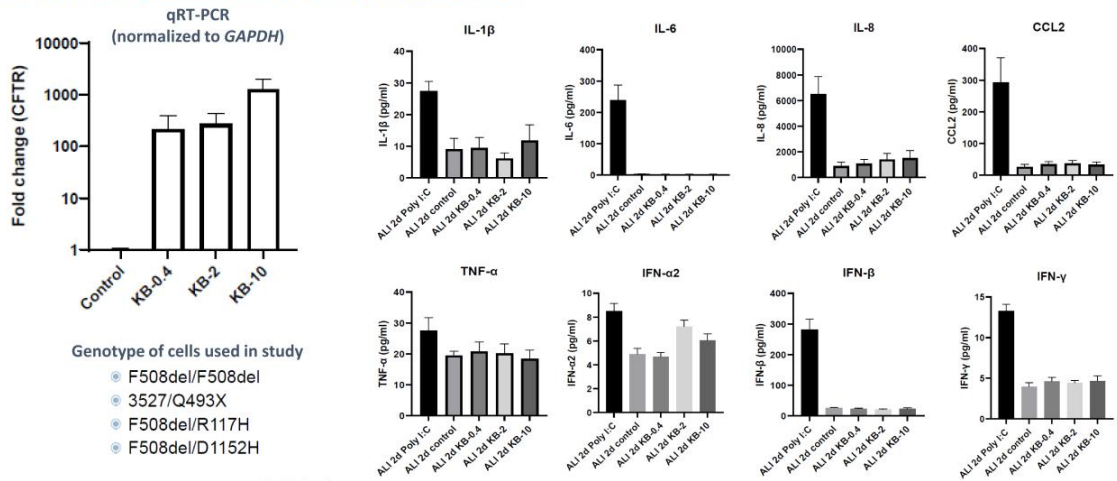 qRT-PCR
(normalized to GAPDH)
Fold change (CFTR)
10000
1000
100
10
1
Control
KB-0.4
KB-2
KB-10
Genotype of cells used in study
F508del/F508del
3527/Q493X
F508del/R117H
F508del/D1152H
IL-1β
IL-1β (pg/ml)
40
30
20
10
0
ALI 2d Poly I:C
ALI 2d control
ALI 2d KB-0.4
ALI 2d KB-2
ALI 2d KB-10
IL-6
IL-6 (pg/ml)
400
300
200
100
0
ALI 2d Poly I:C
ALI 2d control
ALI 2d KB-0.4
ALI 2d KB-2
ALI 2d KB-10
IL-8
IL-8 (pg/ml)
10000
8000
6000
4000
2000
0
ALI 2d Poly I:C
ALI 2d control
ALI 2d KB-0.4
ALI 2d KB-2
ALI 2d KB-10
CCL2
CCL2 (pg/ml)
400
300
200
100
0
ALI 2d Poly I:C
ALI 2d control
ALI 2d KB-0.4
ALI 2d KB-2
ALI 2d KB-10
TNF-α
TNF-α (pg/ml)
40
30
20
10
0
ALI 2d Poly I:C
ALI 2d control
ALI 2d KB-0.4
ALI 2d KB-2
ALI 2d KB-10
IFN-α2
IFN-α2 (pg/ml)
10
8
6
4
2
0
ALI 2d Poly I:C
ALI 2d control
ALI 2d KB-0.4
ALI 2d KB-2
ALI 2d KB-10
IFN-β
IFN-β (pg/ml)
400
300
200
100
0
ALI 2d Poly I:C
ALI 2d control
ALI 2d KB-0.4
ALI 2d KB-2
ALI 2d KB-10
IFN-γ
IFN-γ (pg/ml)
15
10
5
0
ALI 2d Poly I:C
ALI 2d control
ALI 2d KB-0.4
ALI 2d KB-2
ALI 2d KB-10